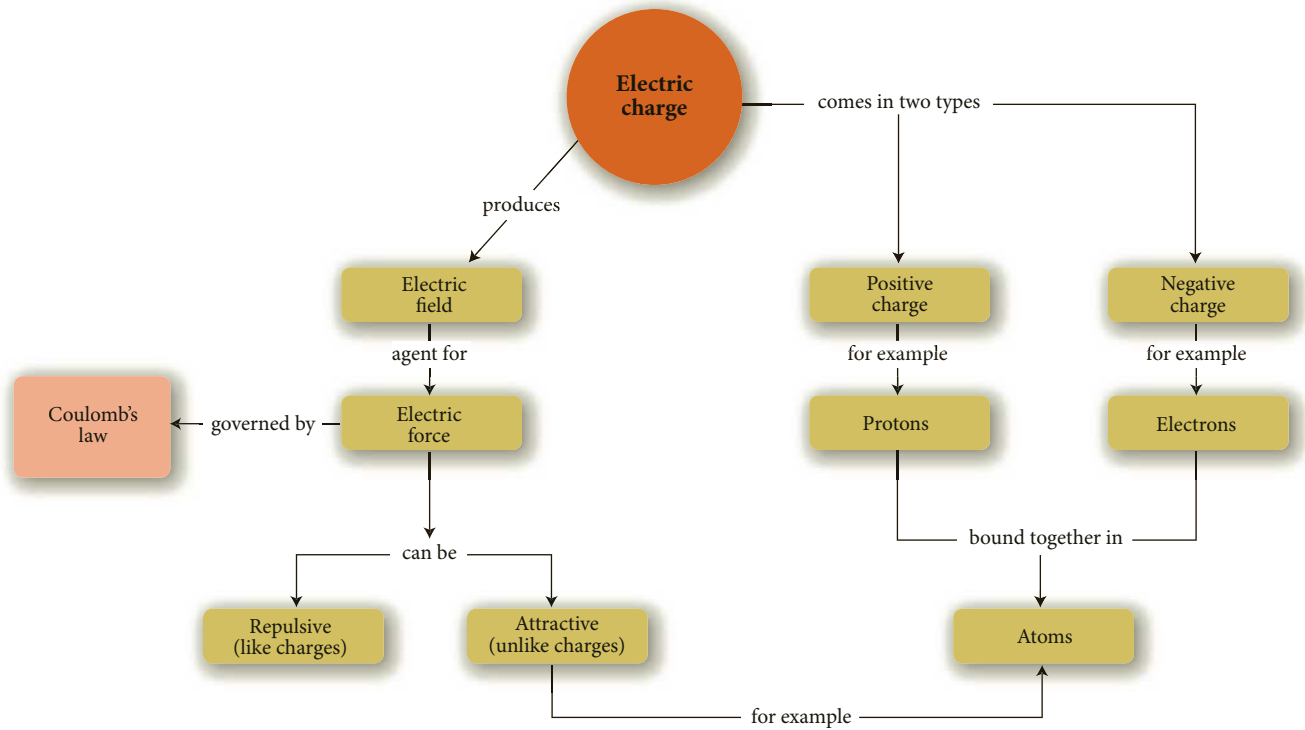 Electric
charge
comes in two types
produces
Electric
field
Positive
charge
Negative
charge
agent for
for example
for example
Coulomb's
law
governed by
Electric
force
Protons
Electrons
can be
bound together in
Repulsive
(like charges)
Attractive
(unlike charges)
Atoms
for example